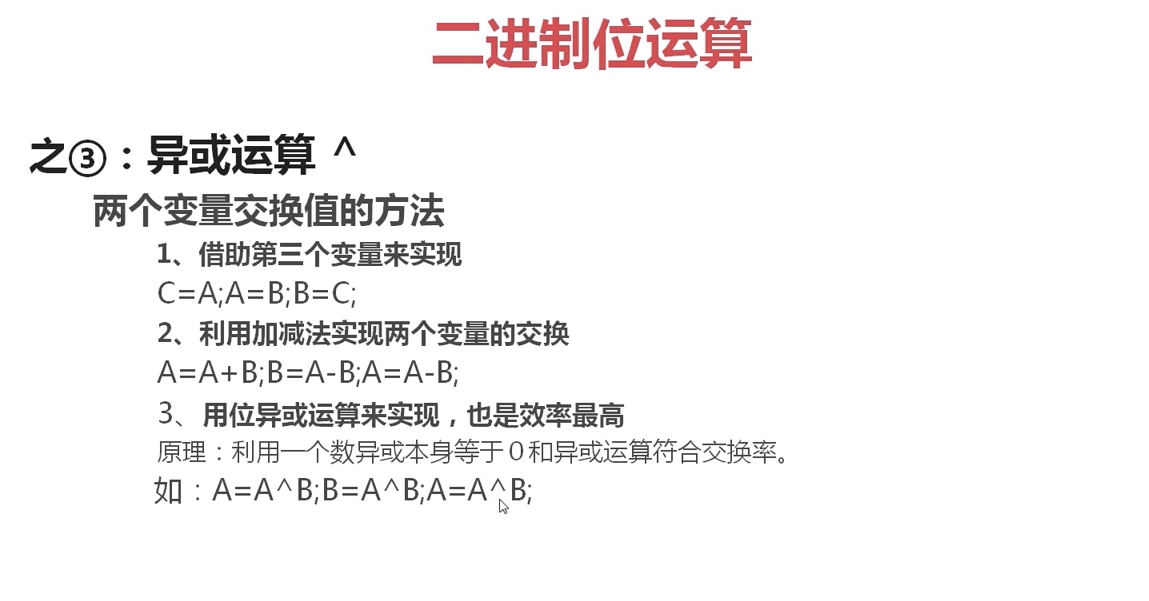 二进制位运算
之③：异或运算 ^
两个变量交换值的方法
1、借助第三个变量来实现
C=A;A=B;B=C;
2、利用加减法实现两个变量的交换
A=A+B;B=A-B;A=A-B;
3、用位异或运算来实现，也是效率最高
原理：利用一个数异或本身等于０和异或运算符合交换率。
如：A=A^B;B=A^B;A=A^B;